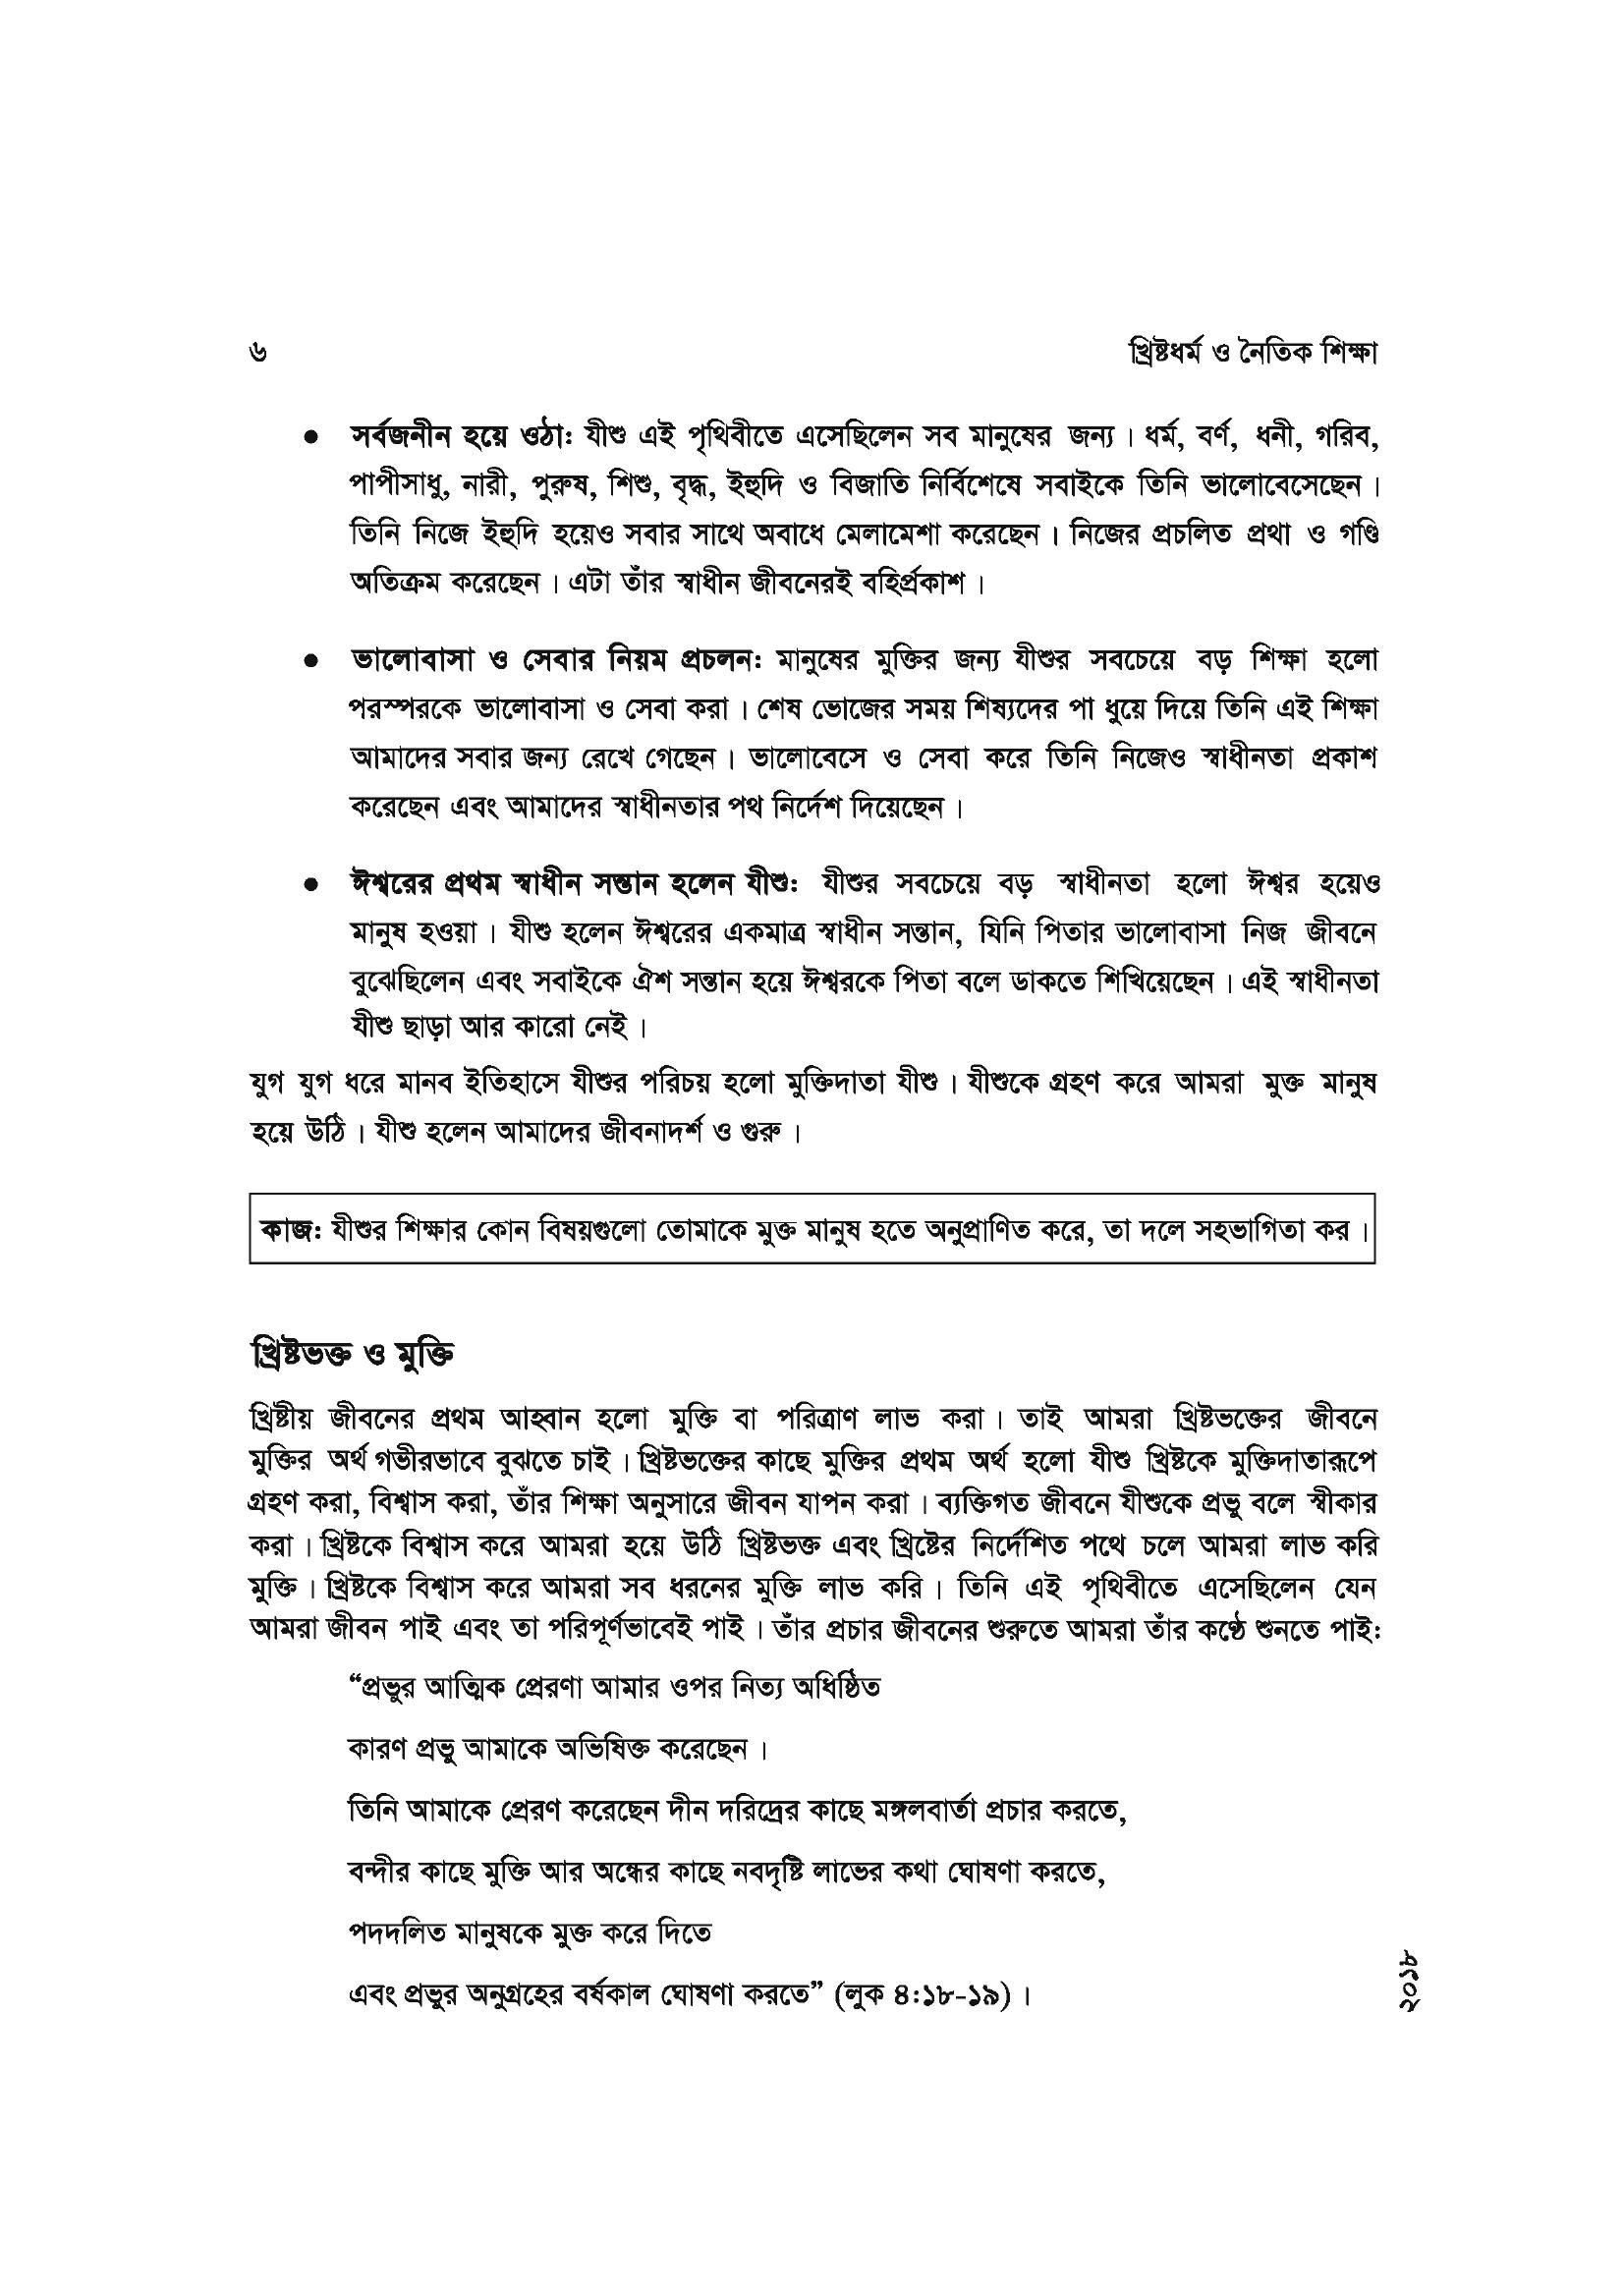 ৬ খ্রিষ্টধর্ম ও নৈতিক শিক্ষা
● সর্বজনীন হয়ে ওঠা: যীশু এই পৃথিবীতে এসেছিলেন সব মানুষের জন্য। ধর্ম, বর্ণ, ধনী, গরিব,
পাপীসাধু, নারী, পুরুষ, শিশু, বৃদ্ধ, ইহুদি ও বিজাতি নির্বিশেষে সবাইকে তিনি ভালোবেসেছেন।
তিনি নিজে ইহুদি হয়েও সবার সাথে অবাধে মেলামেশা করেছেন। নিজের প্রচলিত প্রথা ও গণ্ডি
অতিক্রম করেছেন। এটা তাঁর স্বাধীন জীবনেরই বহির্প্রকাশ।
● ভালোবাসা ও সেবার নিয়ম প্রচলন: মানুষের মুক্তির জন্য যীশুর সবচেয়ে বড় শিক্ষা হলো
পরস্পরকে ভালোবাসা ও সেবা করা। শেষ ভোজের সময় শিষ্যদের পা ধুয়ে দিয়ে তিনি এই শিক্ষা
আমাদের সবার জন্য রেখে গেছেন। ভালোবেসে ও সেবা করে তিনি নিজেও স্বাধীনতা প্রকাশ
করেছেন এবং আমাদের স্বাধীনতার পথ নির্দেশ দিয়েছেন।
● ঈশ্বরের প্রথম স্বাধীন সন্তান হলেন যীশু: যীশুর সবচেয়ে বড় স্বাধীনতা হলো ঈশ্বর হয়েও
মানুষ হওয়া। যীশু হলেন ঈশ্বরের একমাত্র স্বাধীন সন্তান, যিনি পিতার ভালোবাসা নিজ জীবনে
বুঝেছিলেন এবং সবাইকে ঐশ সন্তান হয়ে ঈশ্বরকে পিতা বলে ডাকতে শিখিয়েছেন। এই স্বাধীনতা
যীশু ছাড়া আর কারো নেই।
যুগ যুগ ধরে মানব ইতিহাসে যীশুর পরিচয় হলো মুক্তিদাতা যীশু। যীশুকে গ্রহণ করে আমরা মুক্ত মানুষ
হয়ে উঠি। যীশু হলেন আমাদের জীবনাদর্শ ও গুরু।
কাজ: যীশুর শিক্ষার কোন বিষয়গুলো তোমাকে মুক্ত মানুষ হতে অনুপ্রাণিত করে, তা দলে সহভাগিতা কর।
খ্রিষ্টভক্ত ও মুক্তি
খ্রিষ্টীয় জীবনের প্রথম আহ্বান হলো মুক্তি বা পরিত্রাণ লাভ করা। তাই আমরা খ্রিষ্টভক্তের জীবনে
মুক্তির অর্থ গভীরভাবে বুঝতে চাই। খ্রিষ্টভক্তের কাছে মুক্তির প্রথম অর্থ হলো যীশু খ্রিষ্টকে মুক্তিদাতারূপে
গ্রহণ করা, বিশ্বাস করা, তাঁর শিক্ষা অনুসারে জীবন যাপন করা। ব্যক্তিগত জীবনে যীশুকে প্রভু বলে স্বীকার
করা। খ্রিষ্টকে বিশ্বাস করে আমরা হয়ে উঠি খ্রিষ্টভক্ত এবং খ্রিষ্টের নির্দেশিত পথে চলে আমরা লাভ করি
মুক্তি। খ্রিষ্টকে বিশ্বাস করে আমরা সব ধরনের মুক্তি লাভ করি। তিনি এই পৃথিবীতে এসেছিলেন যেন
আমরা জীবন পাই এবং তা পরিপূর্ণভাবেই পাই। তাঁর প্রচার জীবনের শুরুতে আমরা তাঁর কণ্ঠে শুনতে পাই:
“প্রভুর আত্মিক প্রেরণা আমার ওপর নিত্য অধিষ্ঠিত
কারণ প্রভু আমাকে অভিষিক্ত করেছেন।
তিনি আমাকে প্রেরণ করেছেন দীন দরিদ্রের কাছে মঙ্গলবার্তা প্রচার করতে,
বন্দীর কাছে মুক্তি আর অন্ধের কাছে নবদৃষ্টি লাভের কথা ঘোষণা করতে,
পদদলিত মানুষকে মুক্ত করে দিতে
এবং প্রভুর অনুগ্রহের বর্ষকাল ঘোষণা করতে” (লুক ৪:১৮-১৯)।
২০১৮